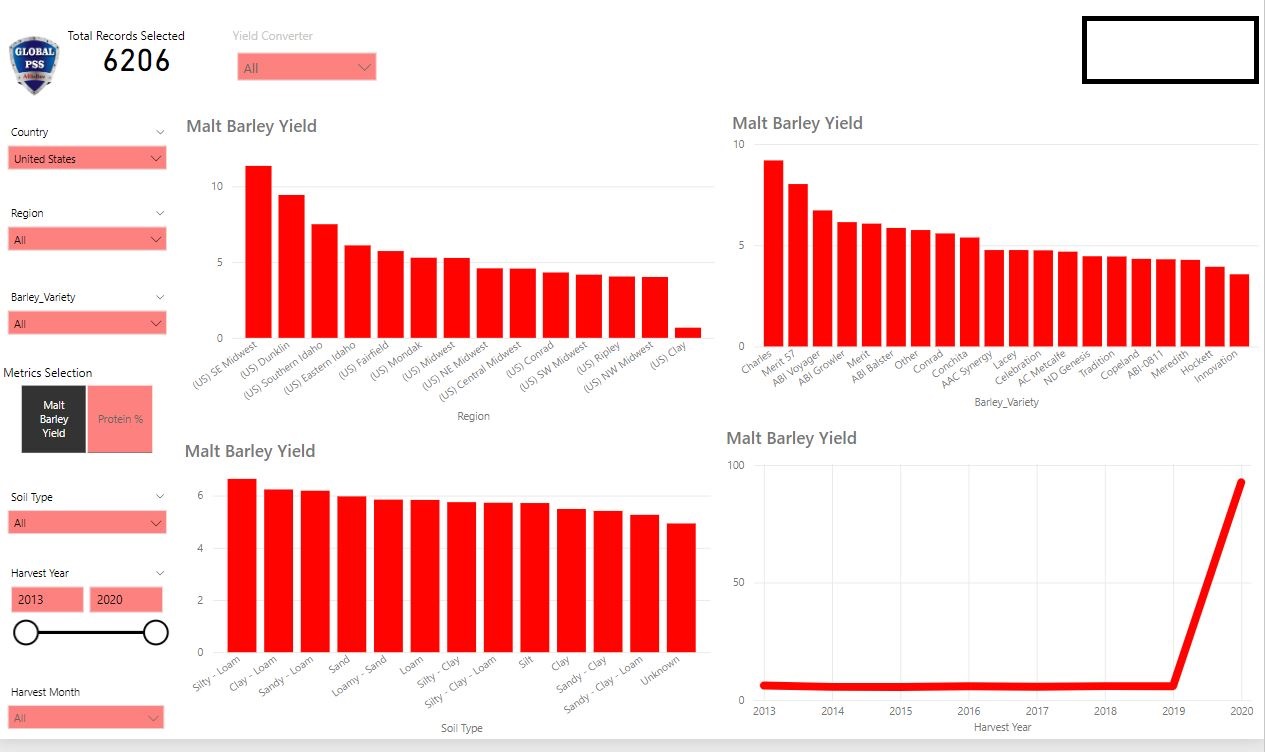 GLOBAL
PSS
Total Records Selected
6206
Yield Converter
All
Country
United States
Region
All
Barley_Variety
All
Metrics Selection
Malt
Barley
Yield
Protein %
Soil Type
All
Harvest Year
2013
2020
Harvest Month
All
Malt Barley Yield
10
5
0
(US) SE Midwest
(US) Dunklin
(US) Southern Idaho
(US) Eastern Idaho
(US) Fairfield
(US) Mondak
(US) Midwest
(US) NE Midwest
(US) Central Midwest
(US) Conrad
(US) SW Midwest
(US) Ripley
(US) NW Midwest
(US) Clay
Region
Malt Barley Yield
10
5
0
Charles
Merit 57
ABI Voyager
ABI Growler
Merit
ABI Balster
Other
Conrad
Conchita
AAC Synergy
Lacey
Celebration
AC Metcalfe
ND Genesis
Tradition
Copeland
ABI-0811
Meredith
Hockett
Innovation
Barley_Variety
Malt Barley Yield
6
4
2
0
Silty - Loam
Clay - Loam
Sandy - Loam
Sand
Loamy - Sand
Loam
Silty - Clay
Silty - Clay - Loam
Silt
Clay
Sandy - Clay
Sandy - Clay - Loam
Unknown
Soil Type
Malt Barley Yield
100
50
0
2013
2014
2015
2016
2017
2018
2019
2020
Harvest Year